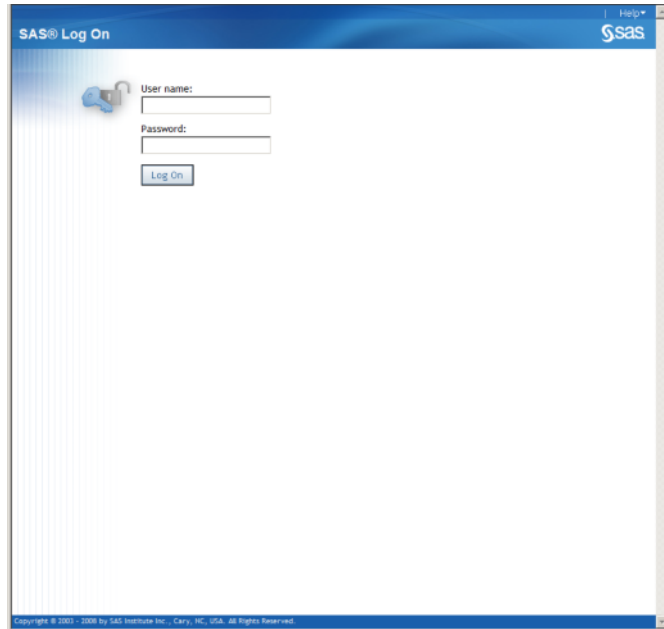 | Help
SAS® Log On
sas
User name:
Password:
Log On
Copyright © 2003 - 2008 by SAS Institute Inc., Cary, NC, USA. All Rights Reserved.